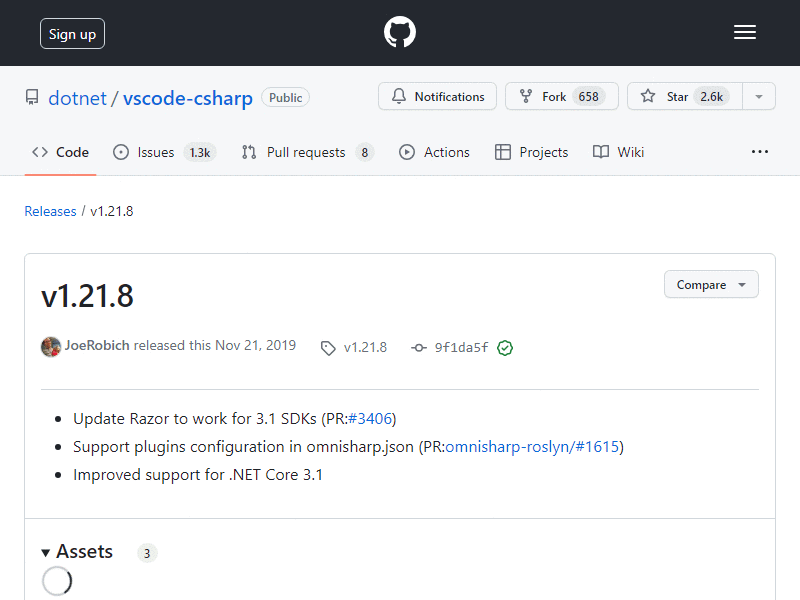 Sign up
dotnet / vscode-csharp Public Notifications Fork 658 Star 2.6k
Code Issues 1.3k Pull requests 8 Actions Projects Wiki
Releases / v1.21.8
v1.21.8
Compare
JoeRobich released this Nov 21, 2019 v1.21.8 9f1da5f
Update Razor to work for 3.1 SDKs (PR:#3406)
Support plugins configuration in omnisharp.json (PR:omnisharp-roslyn/#1615)
Improved support for .NET Core 3.1
Assets 3